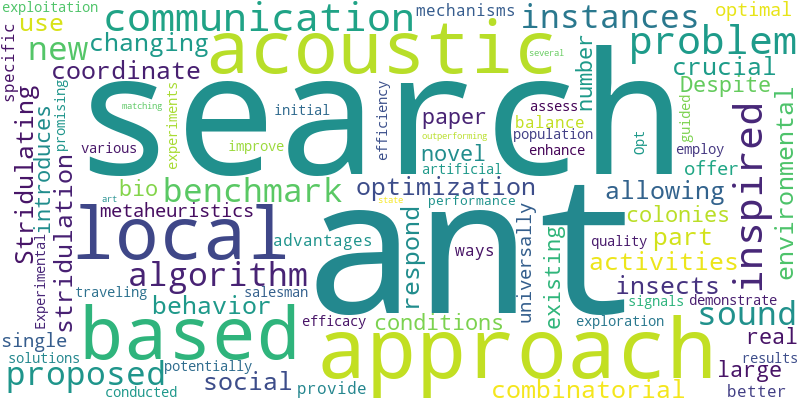 exploitation
communication
mechanisms
instances
optimal
use
acoustic
problem
specific
new
changing
search
number
crucial
coordinate
Despite
Stridulating
introduces
promising
matching
several
experiments
initial
efficiency
paper
assess
balance
guided
inspired
environmental
various
improve
outperforming
population
novel
enhance
Opt
employ
offer
stridulation
bio
benchmark
artificial
optimization
allowing
art
metaheuristics
state
performance
colonies
local
ant
respond
universally
existing
part
Experimental
advantages
ways
quality
activities
algorithm
insects
traveling
behavior
salesman
signals
demonstrate
based
approach
sound
single
efficacy
conditions
exploration
real
solutions
potentially
results
proposed
social
provide
combinatorial
large
conducted
better